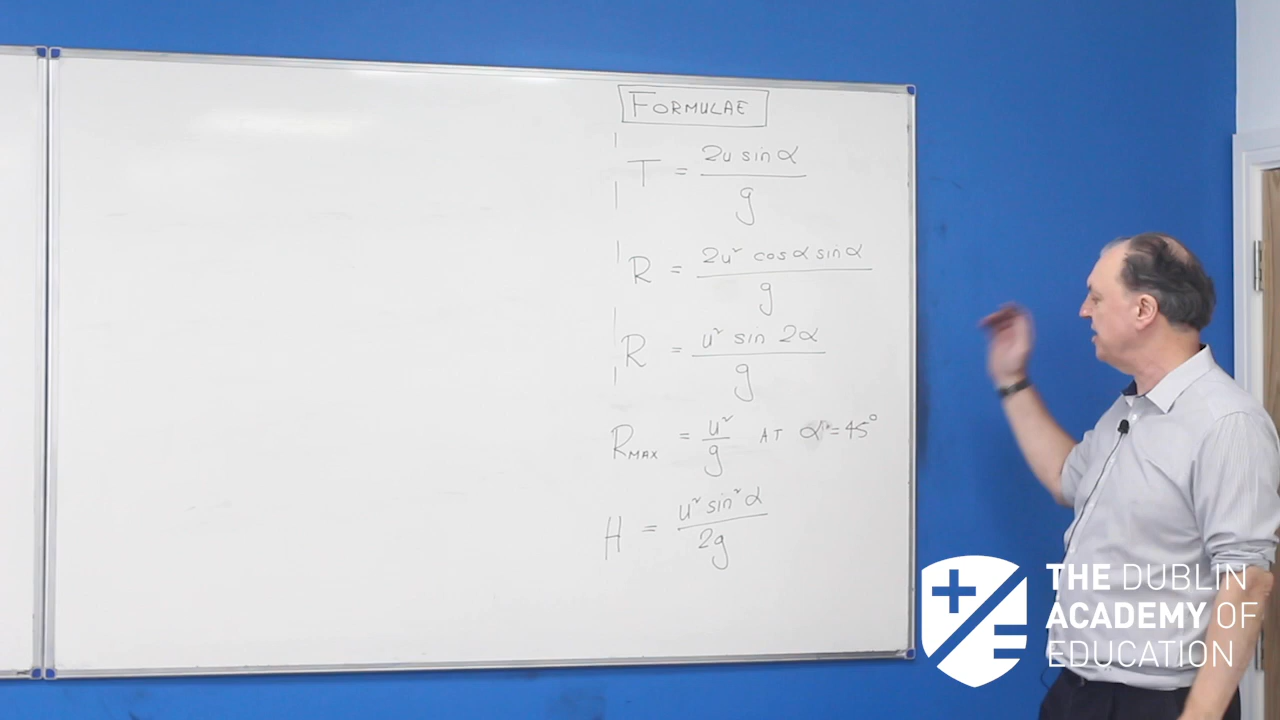 FORMULAE
T = 2u sin α / g
R = 2u² cos α sin α / g
R = u² sin 2α / g
R MAX = u² / g AT α = 45°
H = u² sin² α / 2g
THE DUBLIN
ACADEMY OF
EDUCATION